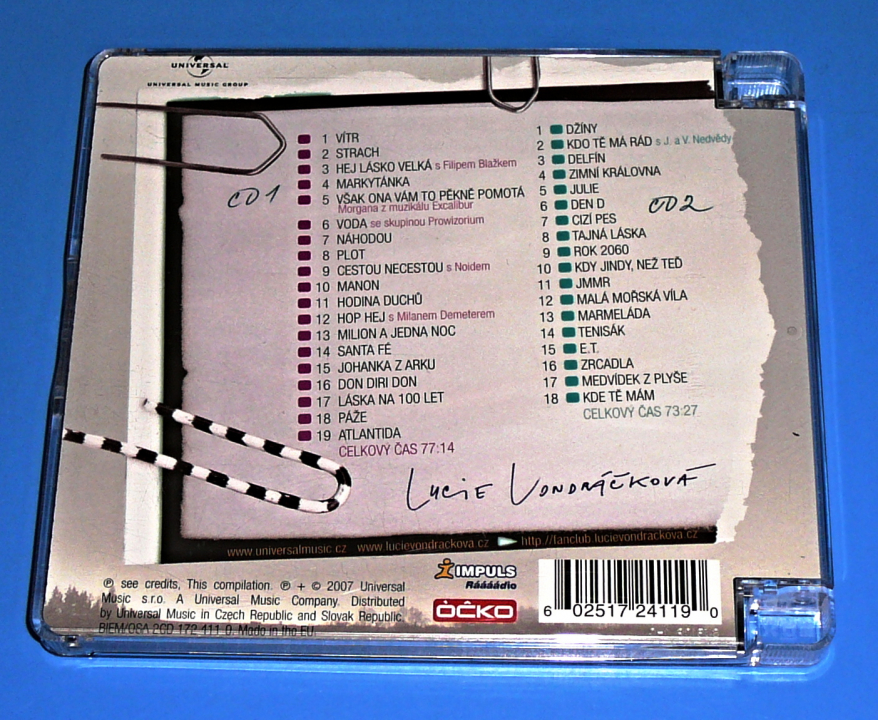 UNIVERSAL
UNIVERSAL MUSIC GROUP
CD1
1 VÍTR
2 STRACH
3 HEJ LÁSKO VELKÁ s Filipem Blažkem
4 MARKYTÁNKA
5 VŠAK ONA VÁM TO PĚKNĚ POMOTÁ
Morgana z muzikálu Excalibur
6 VODA se skupinou Prowizorium
7 NÁHODOU
8 PLOT
9 CESTOU NECESTOU s Noidem
10 MANON
11 HODINA DUCHŮ
12 HOP HEJ s Milanem Demeterem
13 MILION A JEDNA NOC
14 SANTA FÉ
15 JOHANKA Z ARKU
16 DON DIRI DON
17 LÁSKA NA 100 LET
18 PÁŽE
19 ATLANTIDA
CELKOVÝ ČAS 77:14
CD2
1 DŽÍNY
2 KDO TĚ MÁ RÁD s J. a V. Nedvědy
3 DELFÍN
4 ZIMNÍ KRÁLOVNA
5 JULIE
6 DEN D
7 CIZÍ PES
8 TAJNÁ LÁSKA
9 ROK 2060
10 KDY JINDY, NEŽ TEĎ
11 JMMR
12 MALÁ MOŘSKÁ VÍLA
13 MARMELÁDA
14 TENISÁK
15 E.T.
16 ZRCADLA
17 MEDVÍDEK Z PLYŠE
18 KDE TĚ MÁM
CELKOVÝ ČAS 73:27
LUCIE VONDRÁČKOVÁ
www.universalmusic.cz www.lucievondrackova.cz http://fanclub.lucievondrackova.cz
℗ see credits, This compilation. ℗ + © 2007 Universal
Music s.r.o. A Universal Music Company. Distributed
by Universal Music in Czech Republic and Slovak Republic.
BIEM/OSA 2CD 172 411 0. Made in the EU
IMPULS
Ráááádio
ÓČKO
6 02517 24119 0